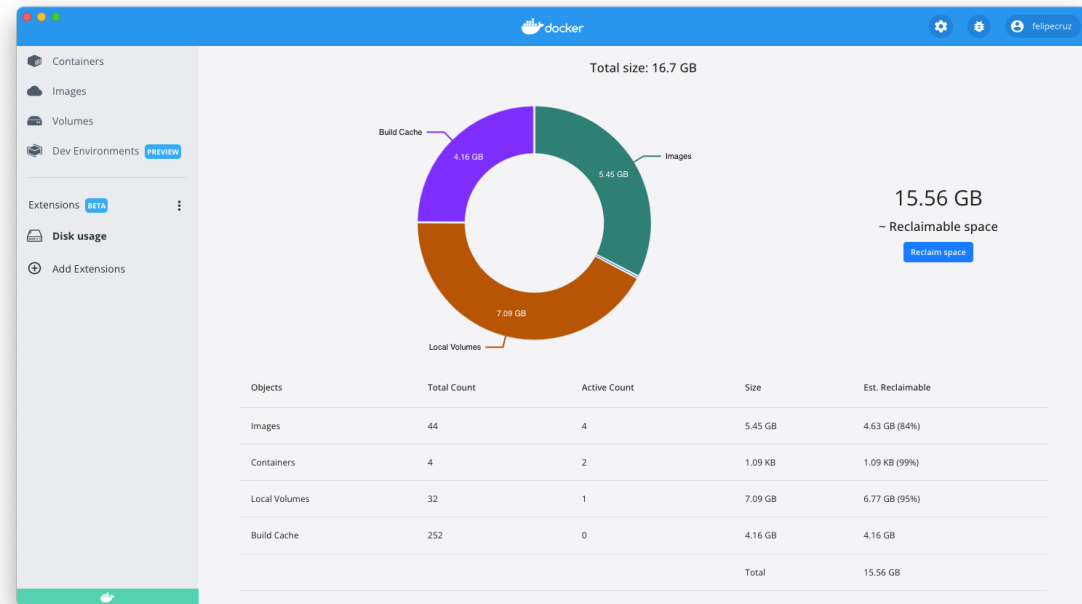 docker
felipecruz
Containers
Images
Volumes
Dev Environments PREVIEW
Extensions BETA
Disk usage
Add Extensions
Total size: 16.7 GB
Build Cache
4.16 GB
Images
5.45 GB
7.09 GB
Local Volumes
15.56 GB
~ Reclaimable space
Reclaim space
Objects Total Count Active Count Size Est. Reclaimable
Images 44 4 5.45 GB 4.63 GB (84%)
Containers 4 2 1.09 KB 1.09 KB (99%)
Local Volumes 32 1 7.09 GB 6.77 GB (95%)
Build Cache 252 0 4.16 GB 4.16 GB
Total 15.56 GB